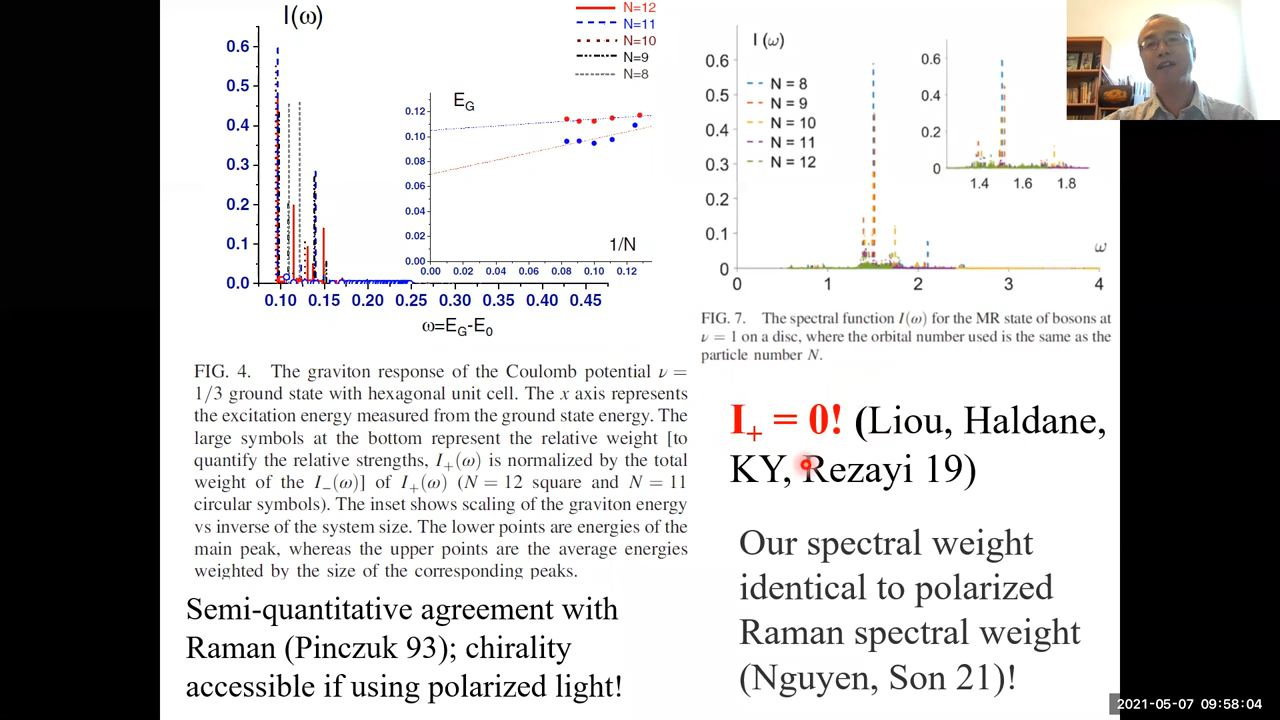 I(ω)
N=12
N=11
N=10
N=9
N=8
0.6
0.5
0.4
0.3
0.2
0.1
0.0
0.10 0.15 0.20 0.25 0.30 0.35 0.40 0.45
ω=E_G-E_0
E_G
0.12
0.10
0.08
0.06
0.04
0.02
0.00
0.00 0.02 0.04 0.06 0.08 0.10 0.12
1/N
FIG. 4. The graviton response of the Coulomb potential ν =
1/3 ground state with hexagonal unit cell. The x axis represents
the excitation energy measured from the ground state energy. The
large symbols at the bottom represent the relative weight [to
quantify the relative strengths, I₊(ω) is normalized by the total
weight of the I₋(ω)] of I₊(ω) (N = 12 square and N = 11
circular symbols). The inset shows scaling of the graviton energy
vs inverse of the system size. The lower points are energies of the
main peak, whereas the upper points are the average energies
weighted by the size of the corresponding peaks.
Semi-quantitative agreement with
Raman (Pinczuk 93); chirality
accessible if using polarized light!
I (ω)
0.6
0.5
0.4
0.3
0.2
0.1
0
N = 8
N = 9
N = 10
N = 11
N = 12
0.4
0.2
0
1.4 1.6 1.8
ω
0 1 2 3 4
FIG. 7. The spectral function I(ω) for the MR state of bosons at
ν = 1 on a disc, where the orbital number used is the same as the
particle number N.
I₊ = 0! (Liou, Haldane,
KY, Rezayi 19)
Our spectral weight
identical to polarized
Raman spectral weight
(Nguyen, Son 21)!
2021-05-07 09:58:04